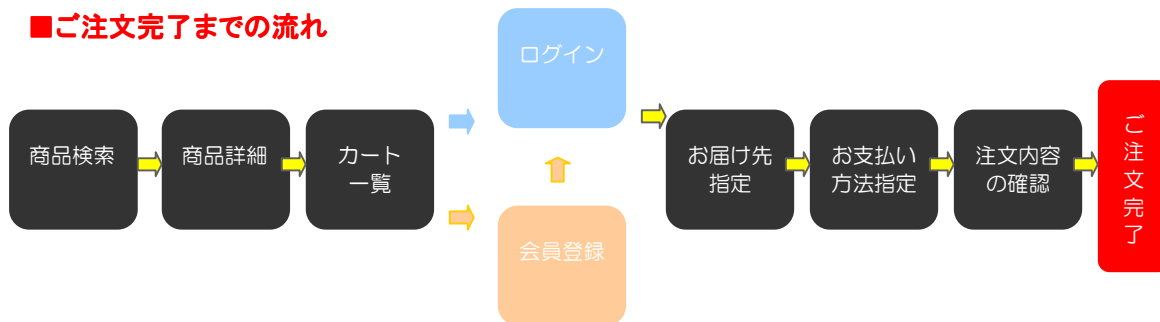 ■ご注文完了までの流れ
商品検索
商品詳細
カート
一覧
ログイン
会員登録
お届け先
指定
お支払い
方法指定
注文内容
の確認
ご注文完了